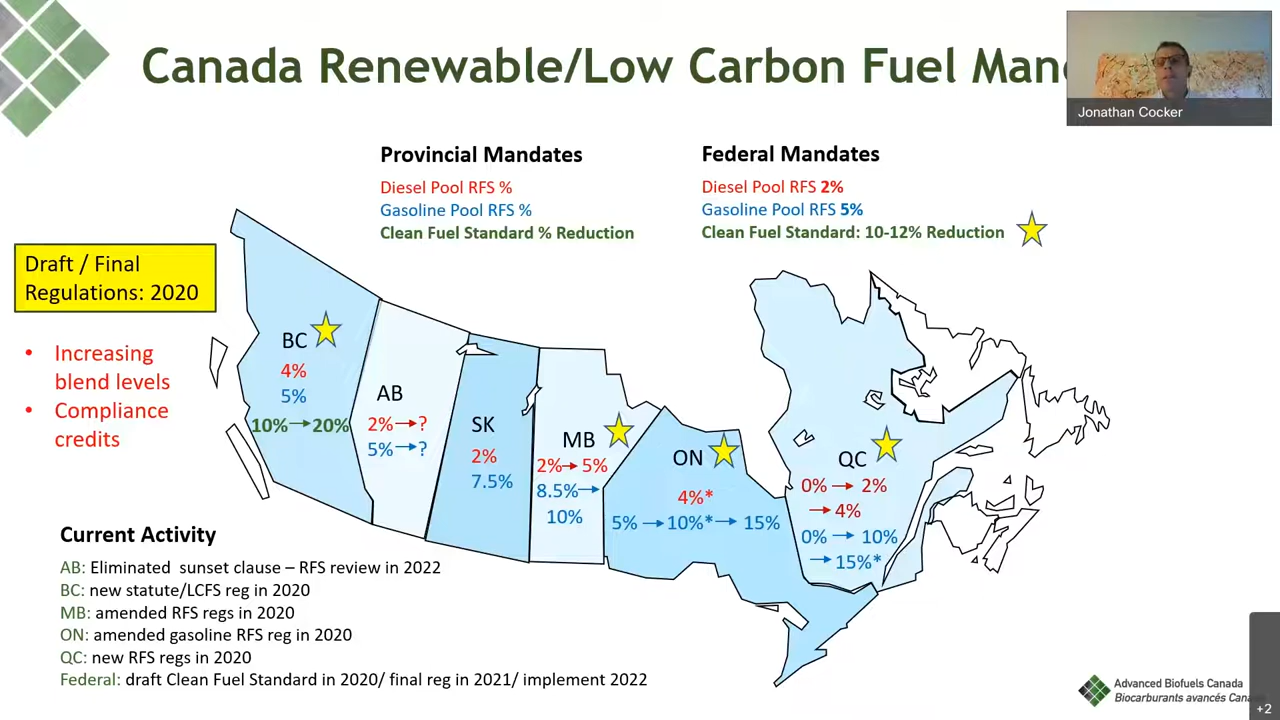 Canada Renewable/Low Carbon Fuel
Jonathan Cocker
Provincial Mandates
Diesel Pool RFS %
Gasoline Pool RFS %
Clean Fuel Standard % Reduction
Federal Mandates
Diesel Pool RFS 2%
Gasoline Pool RFS 5%
Clean Fuel Standard: 10-12% Reduction
Draft / Final
Regulations: 2020
• Increasing
blend levels
• Compliance
credits
BC
4%
5%
10%→20%
AB
2%→?
5%→?
SK
2%
7.5%
MB
2%→5%
8.5%→
10%
ON
4%*
5%→10%*→15%
QC
0%→2%
→4%
0%→10%
→15%*
Current Activity
AB: Eliminated sunset clause – RFS review in 2022
BC: new statute/LCFS reg in 2020
MB: amended RFS regs in 2020
ON: amended gasoline RFS reg in 2020
QC: new RFS regs in 2020
Federal: draft Clean Fuel Standard in 2020/ final reg in 2021/ implement 2022
Advanced Biofuels Canada
Biocarburants avancés
+2